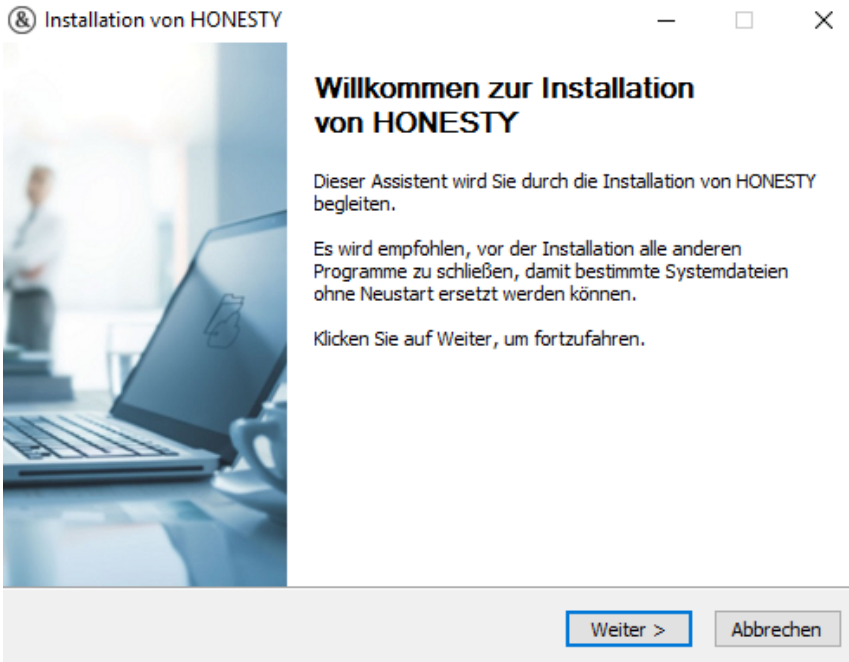 & Installation von HONESTY
Willkommen zur Installation
von HONESTY
Dieser Assistent wird Sie durch die Installation von HONESTY
begleiten.
Es wird empfohlen, vor der Installation alle anderen
Programme zu schließen, damit bestimmte Systemdateien
ohne Neustart ersetzt werden können.
Klicken Sie auf Weiter, um fortzufahren.
Weiter >
Abbrechen